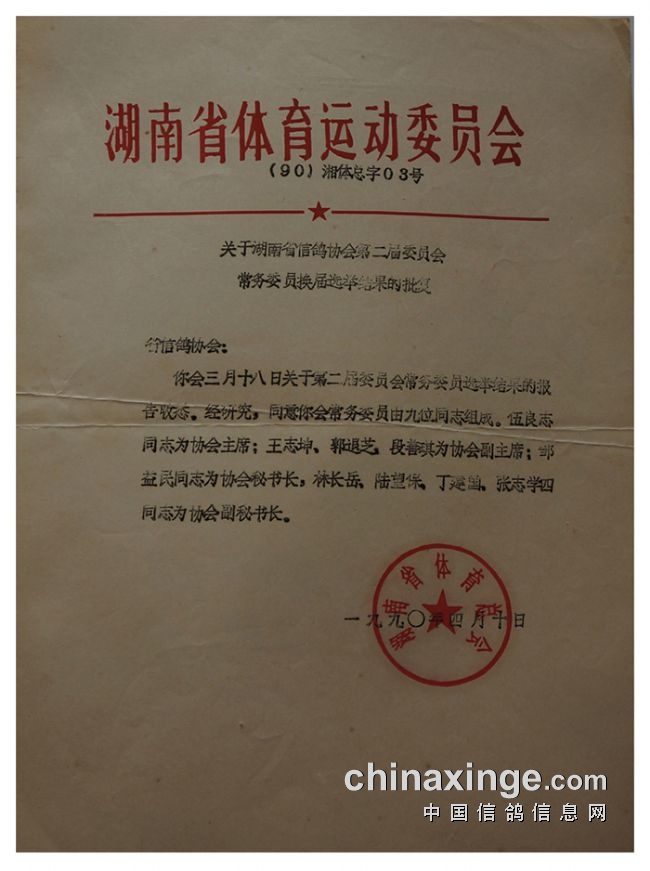 湖南省体育运动委员会
（90）湘体总字03号
关于湖南省信鸽协会第二届委员会
常务委员换届选举结果的批复
省信鸽协会：
你会三月十八日关于第二届委员会常务委员选举结果的报
告收悉。经研究，同意你会常务委员由九位同志组成。伍良志
同志为协会主席；王志坤、郭退芝、段善琪为协会副主席；邹
益民同志为协会秘书长，林长岳、陆望保、丁建国、张志学四
同志为协会副秘书长。
湖南省体育总会
一九九〇年四月十日
chinaxinge.com
中国信鸽信息网